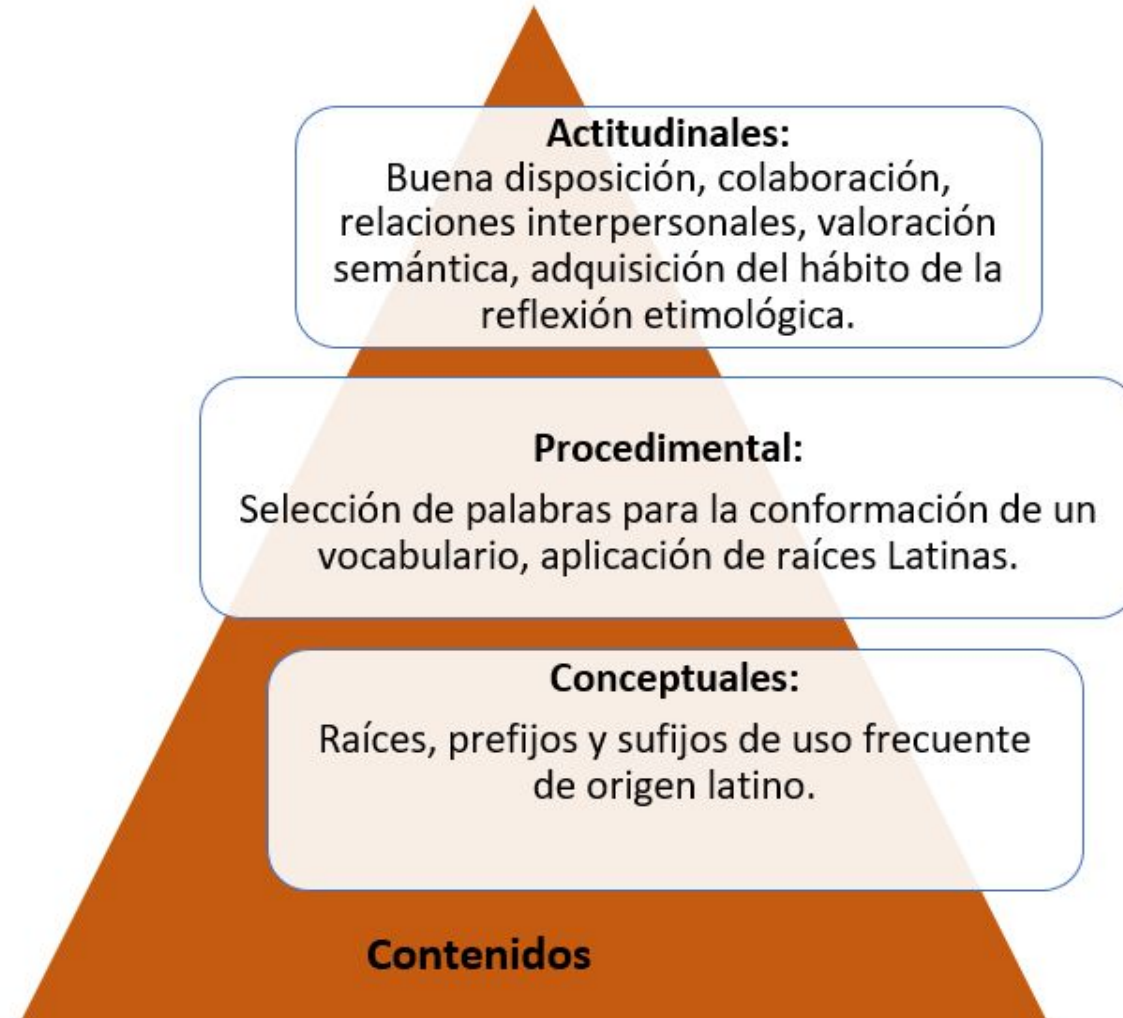 Actitudinales:
Buena disposición, colaboración,
relaciones interpersonales, valoración
semántica, adquisición del hábito de la
reflexión etimológica.
Procedimental:
Selección de palabras para la conformación de un
vocabulario, aplicación de raíces Latinas.
Conceptuales:
Raíces, prefijos y sufijos de uso frecuente
de origen latino.
Contenidos